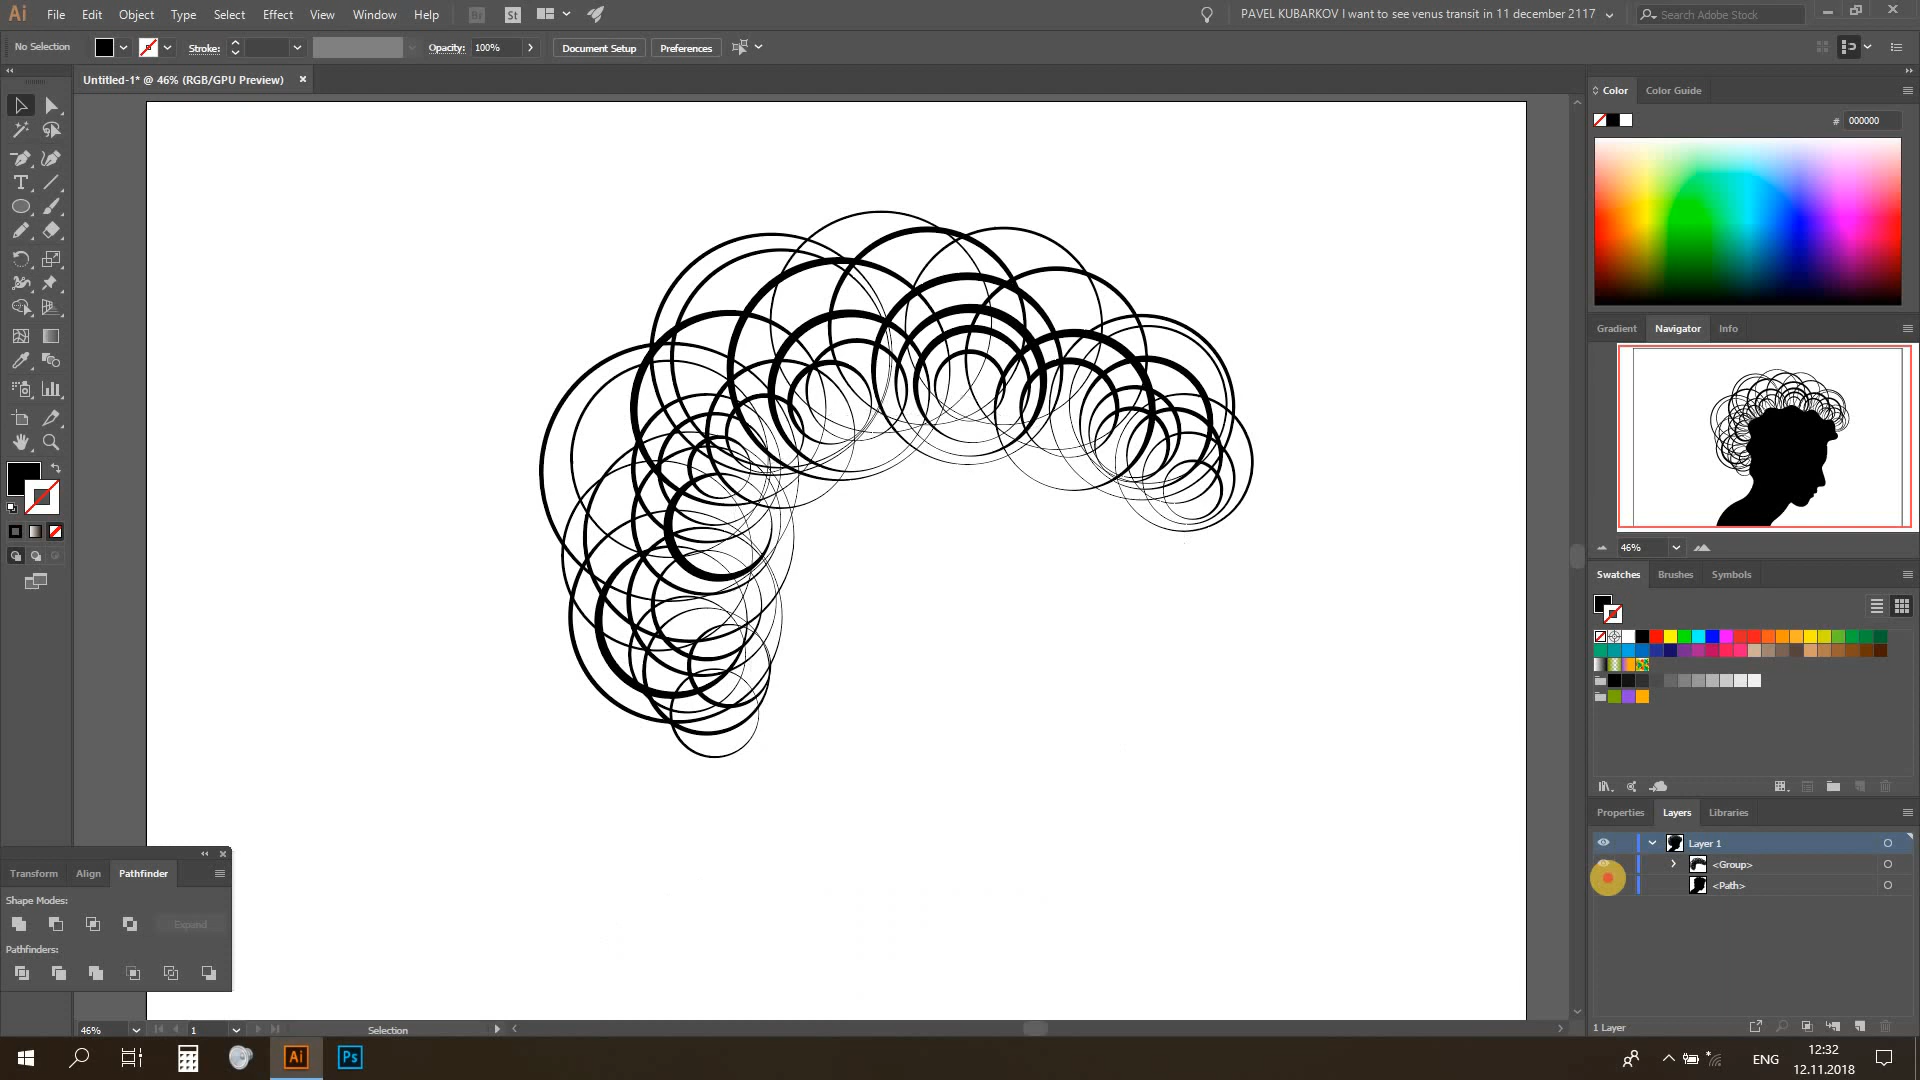 Ai File Edit Object Type Select Effect View Window Help Br St PAVEL KUBARKOV I want to see venus transit in 11 december 2117 Search Adobe Stock
No Selection Stroke: Opacity: 100% Document Setup Preferences
Untitled-1* @ 46% (RGB/GPU Preview)
Color Color Guide
# 000000
Gradient Navigator Info
46%
Swatches Brushes Symbols
Properties Layers Libraries
Layer 1
<Group>
<Path>
1 Layer
Transform Align Pathfinder
Shape Modes:
Expand
Pathfinders:
46% 1 Selection
Ai Ps ENG 12:32
12.11.2018